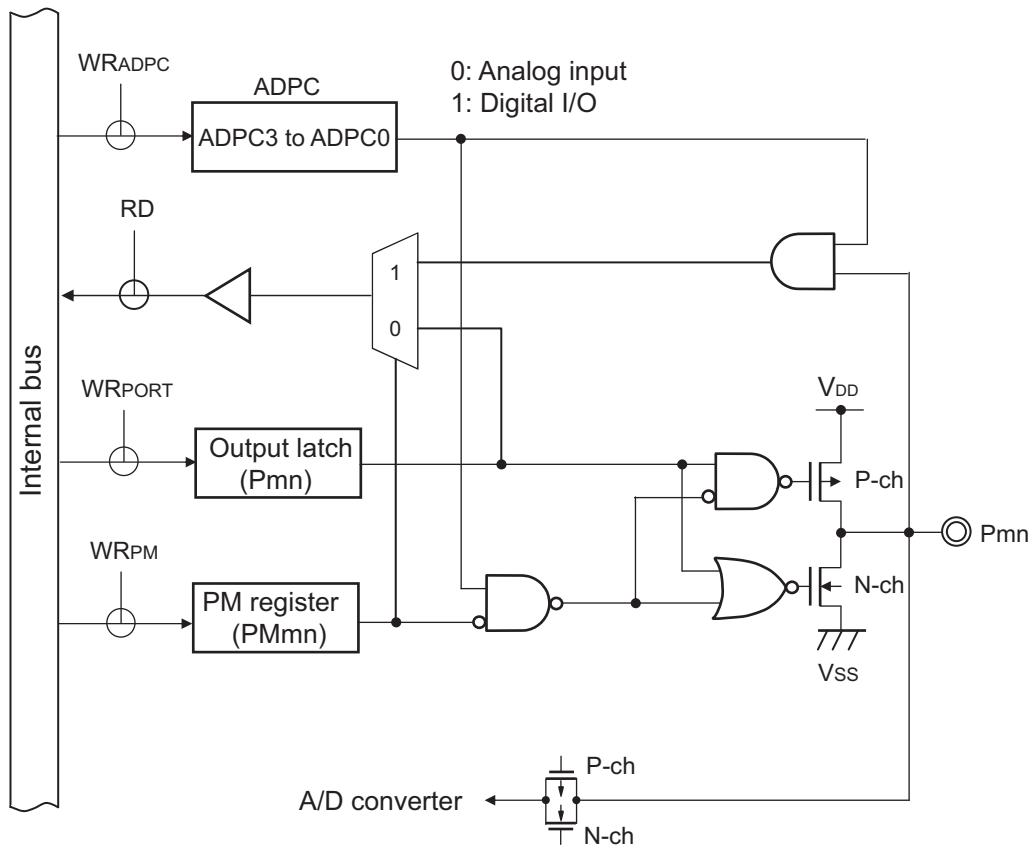 WRADPC
ADPC
0: Analog input
1: Digital I/O
ADPC3 to ADPC0
RD
1
0
Internal bus
WRPORT
VDD
Output latch
(Pmn)
P-ch
Pmn
WRPM
N-ch
PM register
(PMmn)
VSS
P-ch
A/D converter
N-ch